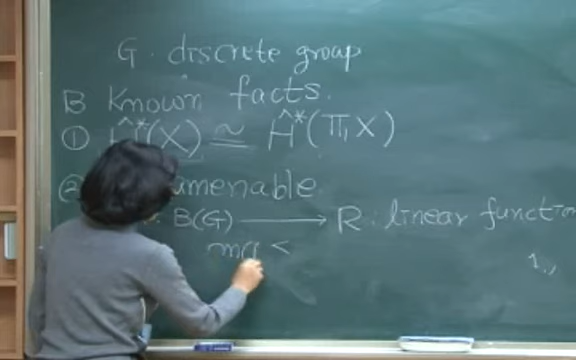 G. discrete group
B Known facts.
① Ĥ*(X) ≅ Ĥ*(π₁X)
② amenable.
B(G) ⟶ R : linear function
<
1.,